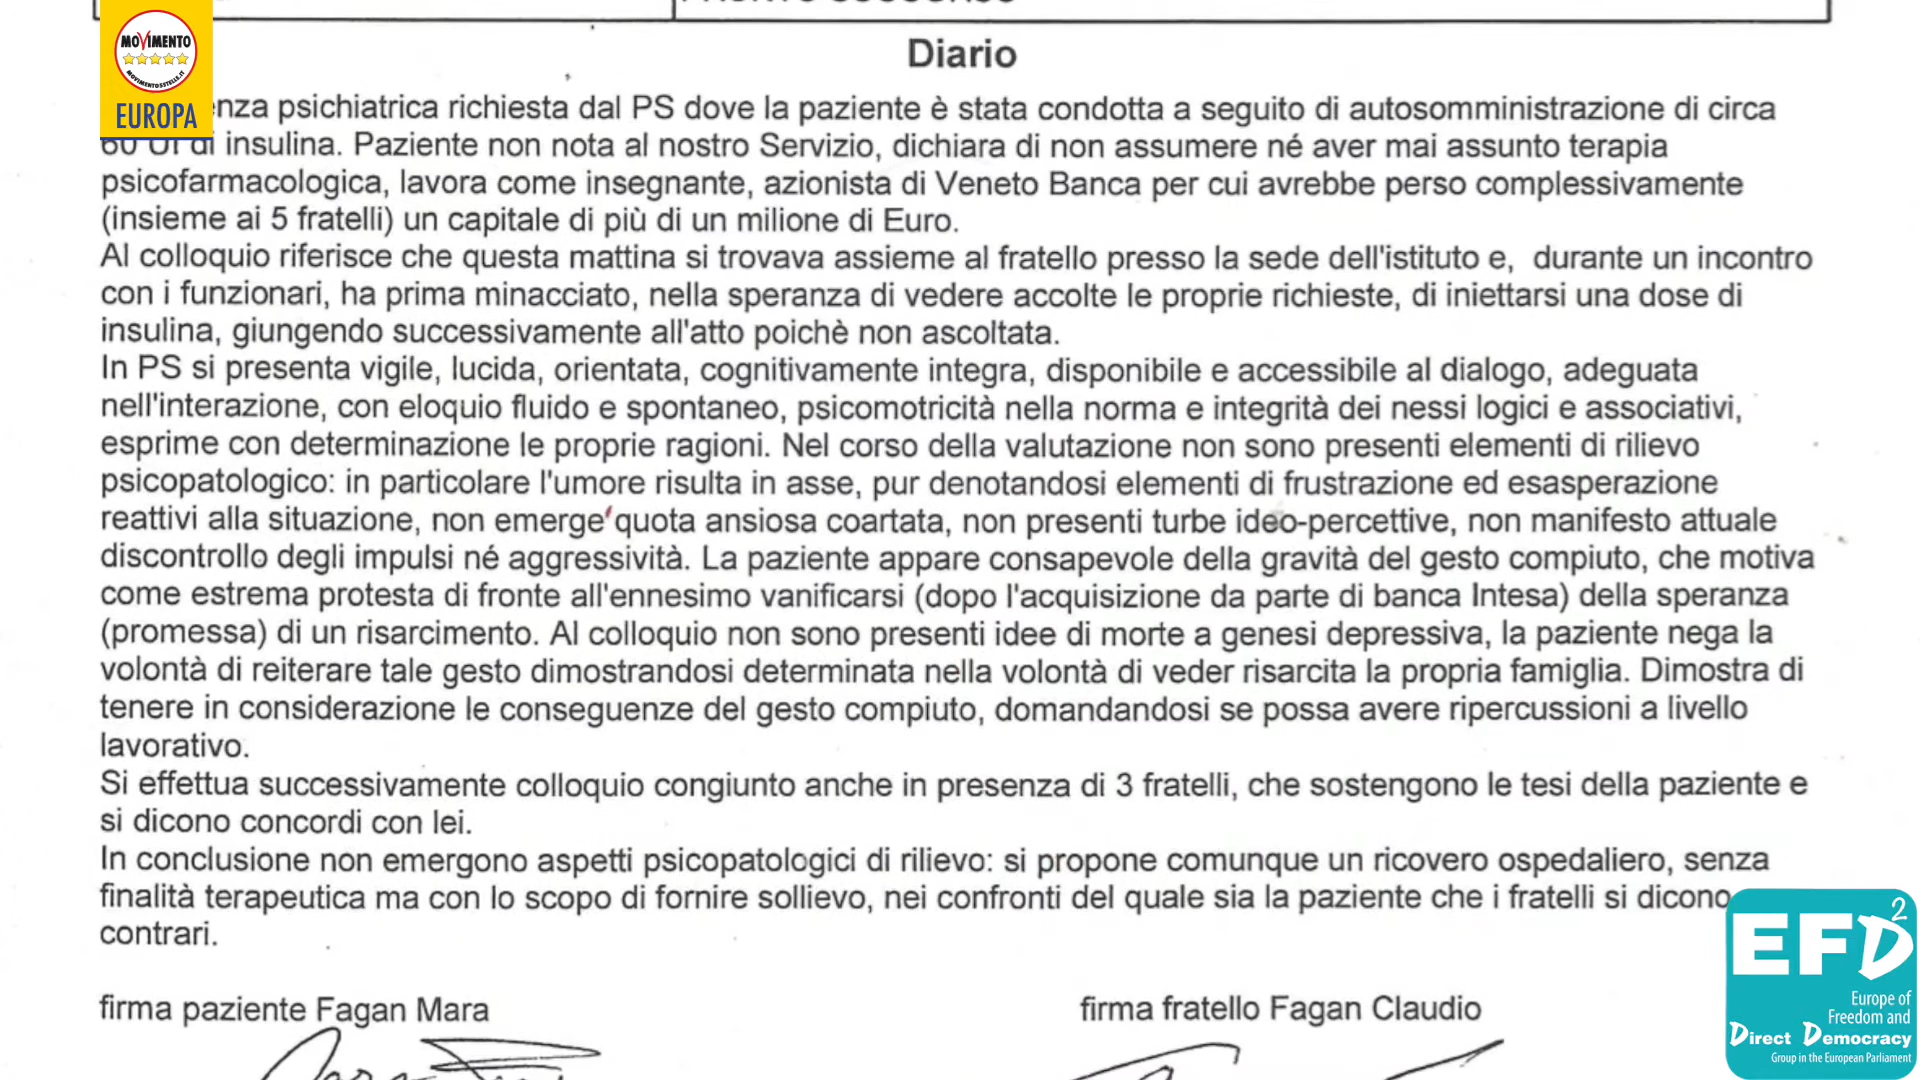 MOVIMENTO
MOVIMENTO5STELLE.IT
EUROPA
Diario
psichiatrica richiesta dal PS dove la paziente è stata condotta a seguito di autosomministrazione di circa
60 UI di insulina. Paziente non nota al nostro Servizio, dichiara di non assumere né aver mai assunto terapia
psicofarmacologica, lavora come insegnante, azionista di Veneto Banca per cui avrebbe perso complessivamente
(insieme ai 5 fratelli) un capitale di più di un milione di Euro.
Al colloquio riferisce che questa mattina si trovava assieme al fratello presso la sede dell'istituto e, durante un incontro
con i funzionari, ha prima minacciato, nella speranza di vedere accolte le proprie richieste, di iniettarsi una dose di
insulina, giungendo successivamente all'atto poichè non ascoltata.
In PS si presenta vigile, lucida, orientata, cognitivamente integra, disponibile e accessibile al dialogo, adeguata
nell'interazione, con eloquio fluido e spontaneo, psicomotricità nella norma e integrità dei nessi logici e associativi,
esprime con determinazione le proprie ragioni. Nel corso della valutazione non sono presenti elementi di rilievo
psicopatologico: in particolare l'umore risulta in asse, pur denotandosi elementi di frustrazione ed esasperazione
reattivi alla situazione, non emerge quota ansiosa coartata, non presenti turbe ideo-percettive, non manifesto attuale
discontrollo degli impulsi né aggressività. La paziente appare consapevole della gravità del gesto compiuto, che motiva
come estrema protesta di fronte all'ennesimo vanificarsi (dopo l'acquisizione da parte di banca Intesa) della speranza
(promessa) di un risarcimento. Al colloquio non sono presenti idee di morte a genesi depressiva, la paziente nega la
volontà di reiterare tale gesto dimostrandosi determinata nella volontà di veder risarcita la propria famiglia. Dimostra di
tenere in considerazione le conseguenze del gesto compiuto, domandandosi se possa avere ripercussioni a livello
lavorativo.
Si effettua successivamente colloquio congiunto anche in presenza di 3 fratelli, che sostengono le tesi della paziente e
si dicono concordi con lei.
In conclusione non emergono aspetti psicopatologici di rilievo: si propone comunque un ricovero ospedaliero, senza
finalità terapeutica ma con lo scopo di fornire sollievo, nei confronti del quale sia la paziente che i fratelli si dicono
contrari.
firma paziente Fagan Mara
firma fratello Fagan Claudio
EFD2
Europe of
Freedom and
Direct Democracy
Group in the European Parliament